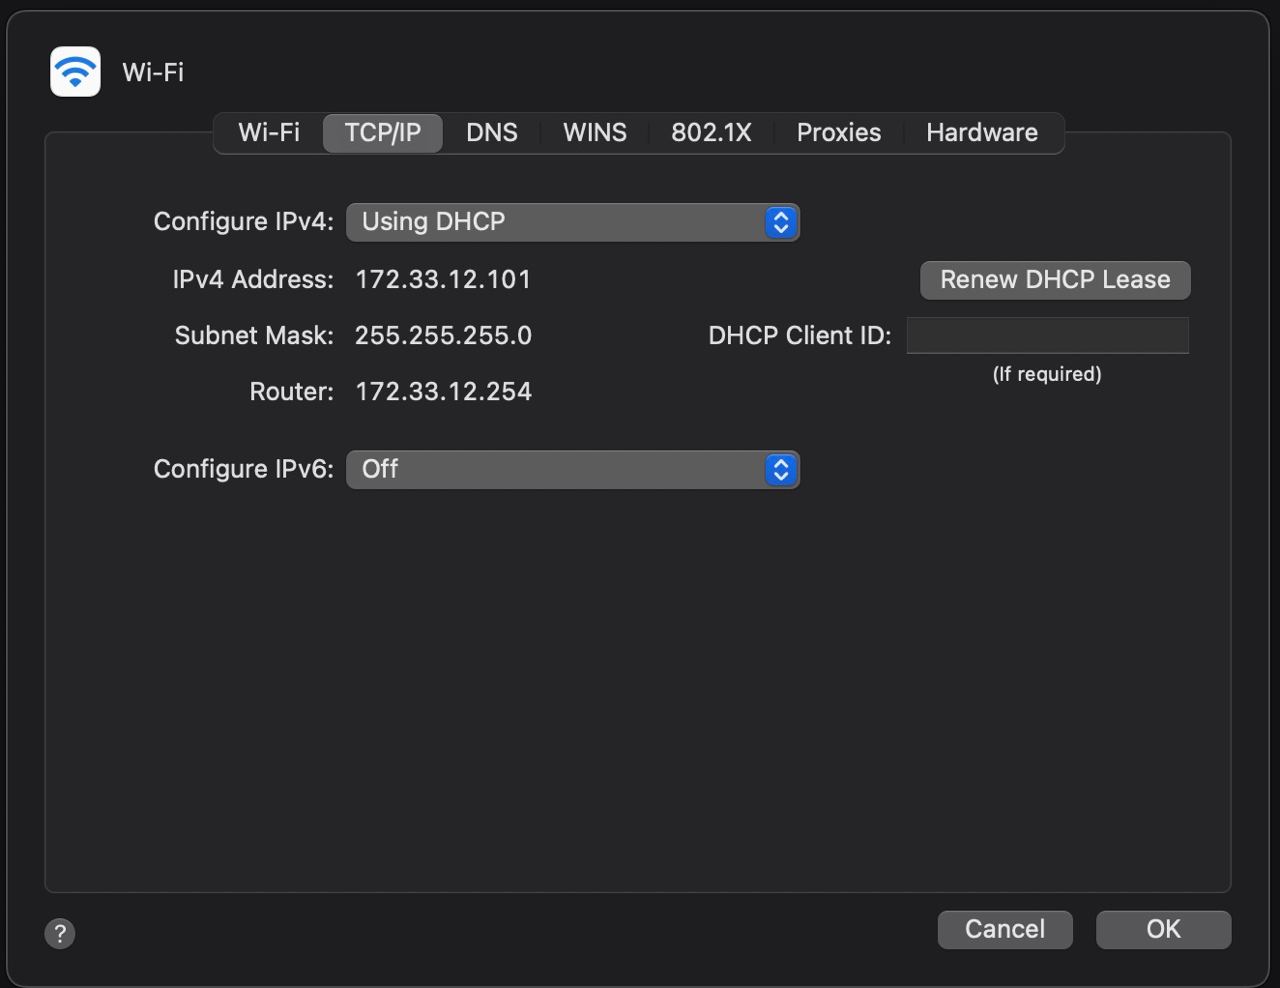 Wi-Fi
Wi-Fi TCP/IP DNS WINS 802.1X Proxies Hardware
Configure IPv4: Using DHCP
IPv4 Address: 172.33.12.101 Renew DHCP Lease
Subnet Mask: 255.255.255.0 DHCP Client ID:
(If required)
Router: 172.33.12.254
Configure IPv6: Off
? Cancel OK